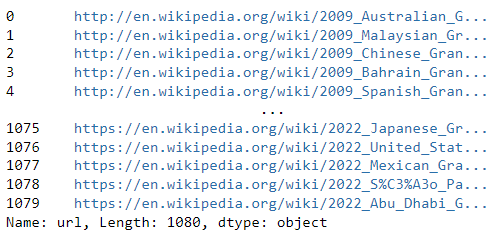 0 http://en.wikipedia.org/wiki/2009_Australian_G...
1 http://en.wikipedia.org/wiki/2009_Malaysian_Gr...
2 http://en.wikipedia.org/wiki/2009_Chinese_Gran...
3 http://en.wikipedia.org/wiki/2009_Bahrain_Gran...
4 http://en.wikipedia.org/wiki/2009_Spanish_Gran...
...
1075 https://en.wikipedia.org/wiki/2022_Japanese_Gr...
1076 https://en.wikipedia.org/wiki/2022_United_Stat...
1077 https://en.wikipedia.org/wiki/2022_Mexican_Gra...
1078 https://en.wikipedia.org/wiki/2022_S%C3%A3o_Pa...
1079 https://en.wikipedia.org/wiki/2022_Abu_Dhabi_G...
Name: url, Length: 1080, dtype: object